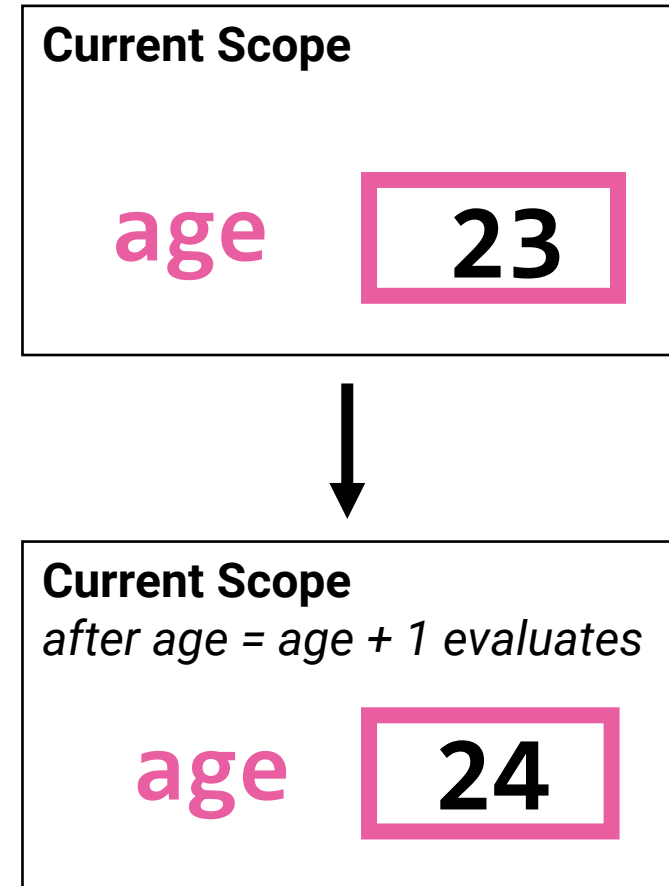 Current Scope
age 23
Current Scope
after age = age + 1 evaluates
age 24